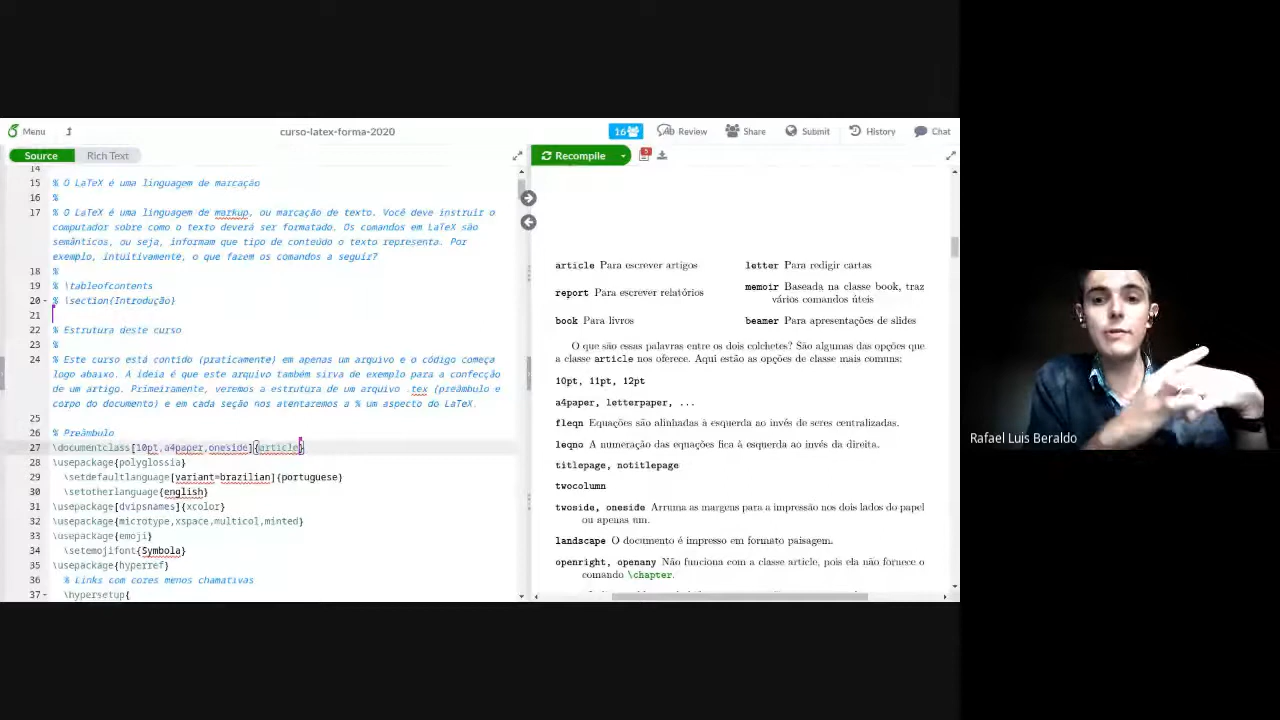 Menu
curso-latex-forma-2020
16
Review
Share
Submit
History
Chat
Source
Rich Text
Recompile
14
15 % O LaTeX é uma linguagem de marcação
16 %
17 % O LaTeX é uma linguagem de markup, ou marcação de texto. Você deve instruir o
computador sobre como o texto deverá ser formatado. Os comandos em LaTeX são
semânticos, ou seja, informam que tipo de conteúdo o texto representa. Por
exemplo, intuitivamente, o que fazem os comandos a seguir?
18 %
19 % \tableofcontents
20 % \section{Introdução}
21
22 % Estrutura deste curso
23 %
24 % Este curso está contido (praticamente) em apenas um arquivo e o código começa
logo abaixo. A ideia é que este arquivo também sirva de exemplo para a confecção
de um artigo. Primeiramente, veremos a estrutura de um arquivo .tex (preâmbulo e
corpo do documento) e em cada seção nos atentaremos a % um aspecto do LaTeX.
25
26 % Preâmbulo
27 \documentclass[10pt,a4paper,oneside]{article}
28 \usepackage{polyglossia}
29 \setdefaultlanguage[variant=brazilian]{portuguese}
30 \setotherlanguage{english}
31 \usepackage[dvipsnames]{xcolor}
32 \usepackage{microtype,xspace,multicol,minted}
33 \usepackage{emoji}
34 \setemojifont{Symbola}
35 \usepackage{hyperref}
36 % Links com cores menos chamativas
37 \hypersetup{
article Para escrever artigos
report Para escrever relatórios
book Para livros
letter Para redigir cartas
memoir Baseada na classe book, traz
vários comandos úteis
beamer Para apresentações de slides
O que são essas palavras entre os dois colchetes? São algumas das opções que
a classe article nos oferece. Aqui estão as opções de classe mais comuns:
10pt, 11pt, 12pt
a4paper, letterpaper, ...
fleqn Equações são alinhadas à esquerda ao invés de seres centralizadas.
leqno A numeração das equações fica à esquerda ao invés da direita.
titlepage, notitlepage
twocolumn
twoside, oneside Arruma as margens para a impressão nos dois lados do papel
ou apenas um.
landscape O documento é impresso em formato paisagem.
openright, openany Não funciona com a classe article, pois ela não fornece o
comando \chapter.
Rafael Luis Beraldo